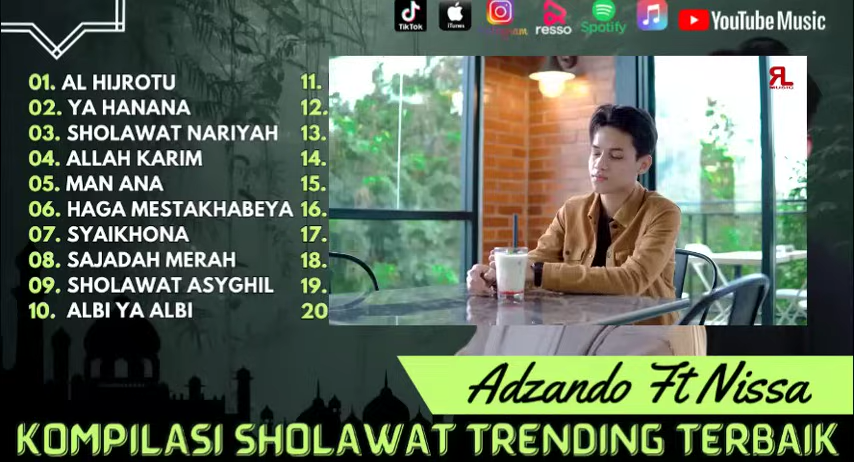 TikTok
iTunes
resso
Spotify
YouTube Music
01. AL HIJROTU
02. YA HANANA
03. SHOLAWAT NARIYAH
04. ALLAH KARIM
05. MAN ANA
06. HAGA MESTAKHABEYA
07. SYAIKHONA
08. SAJADAH MERAH
09. SHOLAWAT ASYGHIL
10. ALBI YA ALBI
11.
12.
13.
14.
15.
16.
17.
18.
19.
20
RL
MUSIC
Adzando Ft Nissa
KOMPILASI SHOLAWAT TRENDING TERBAIK